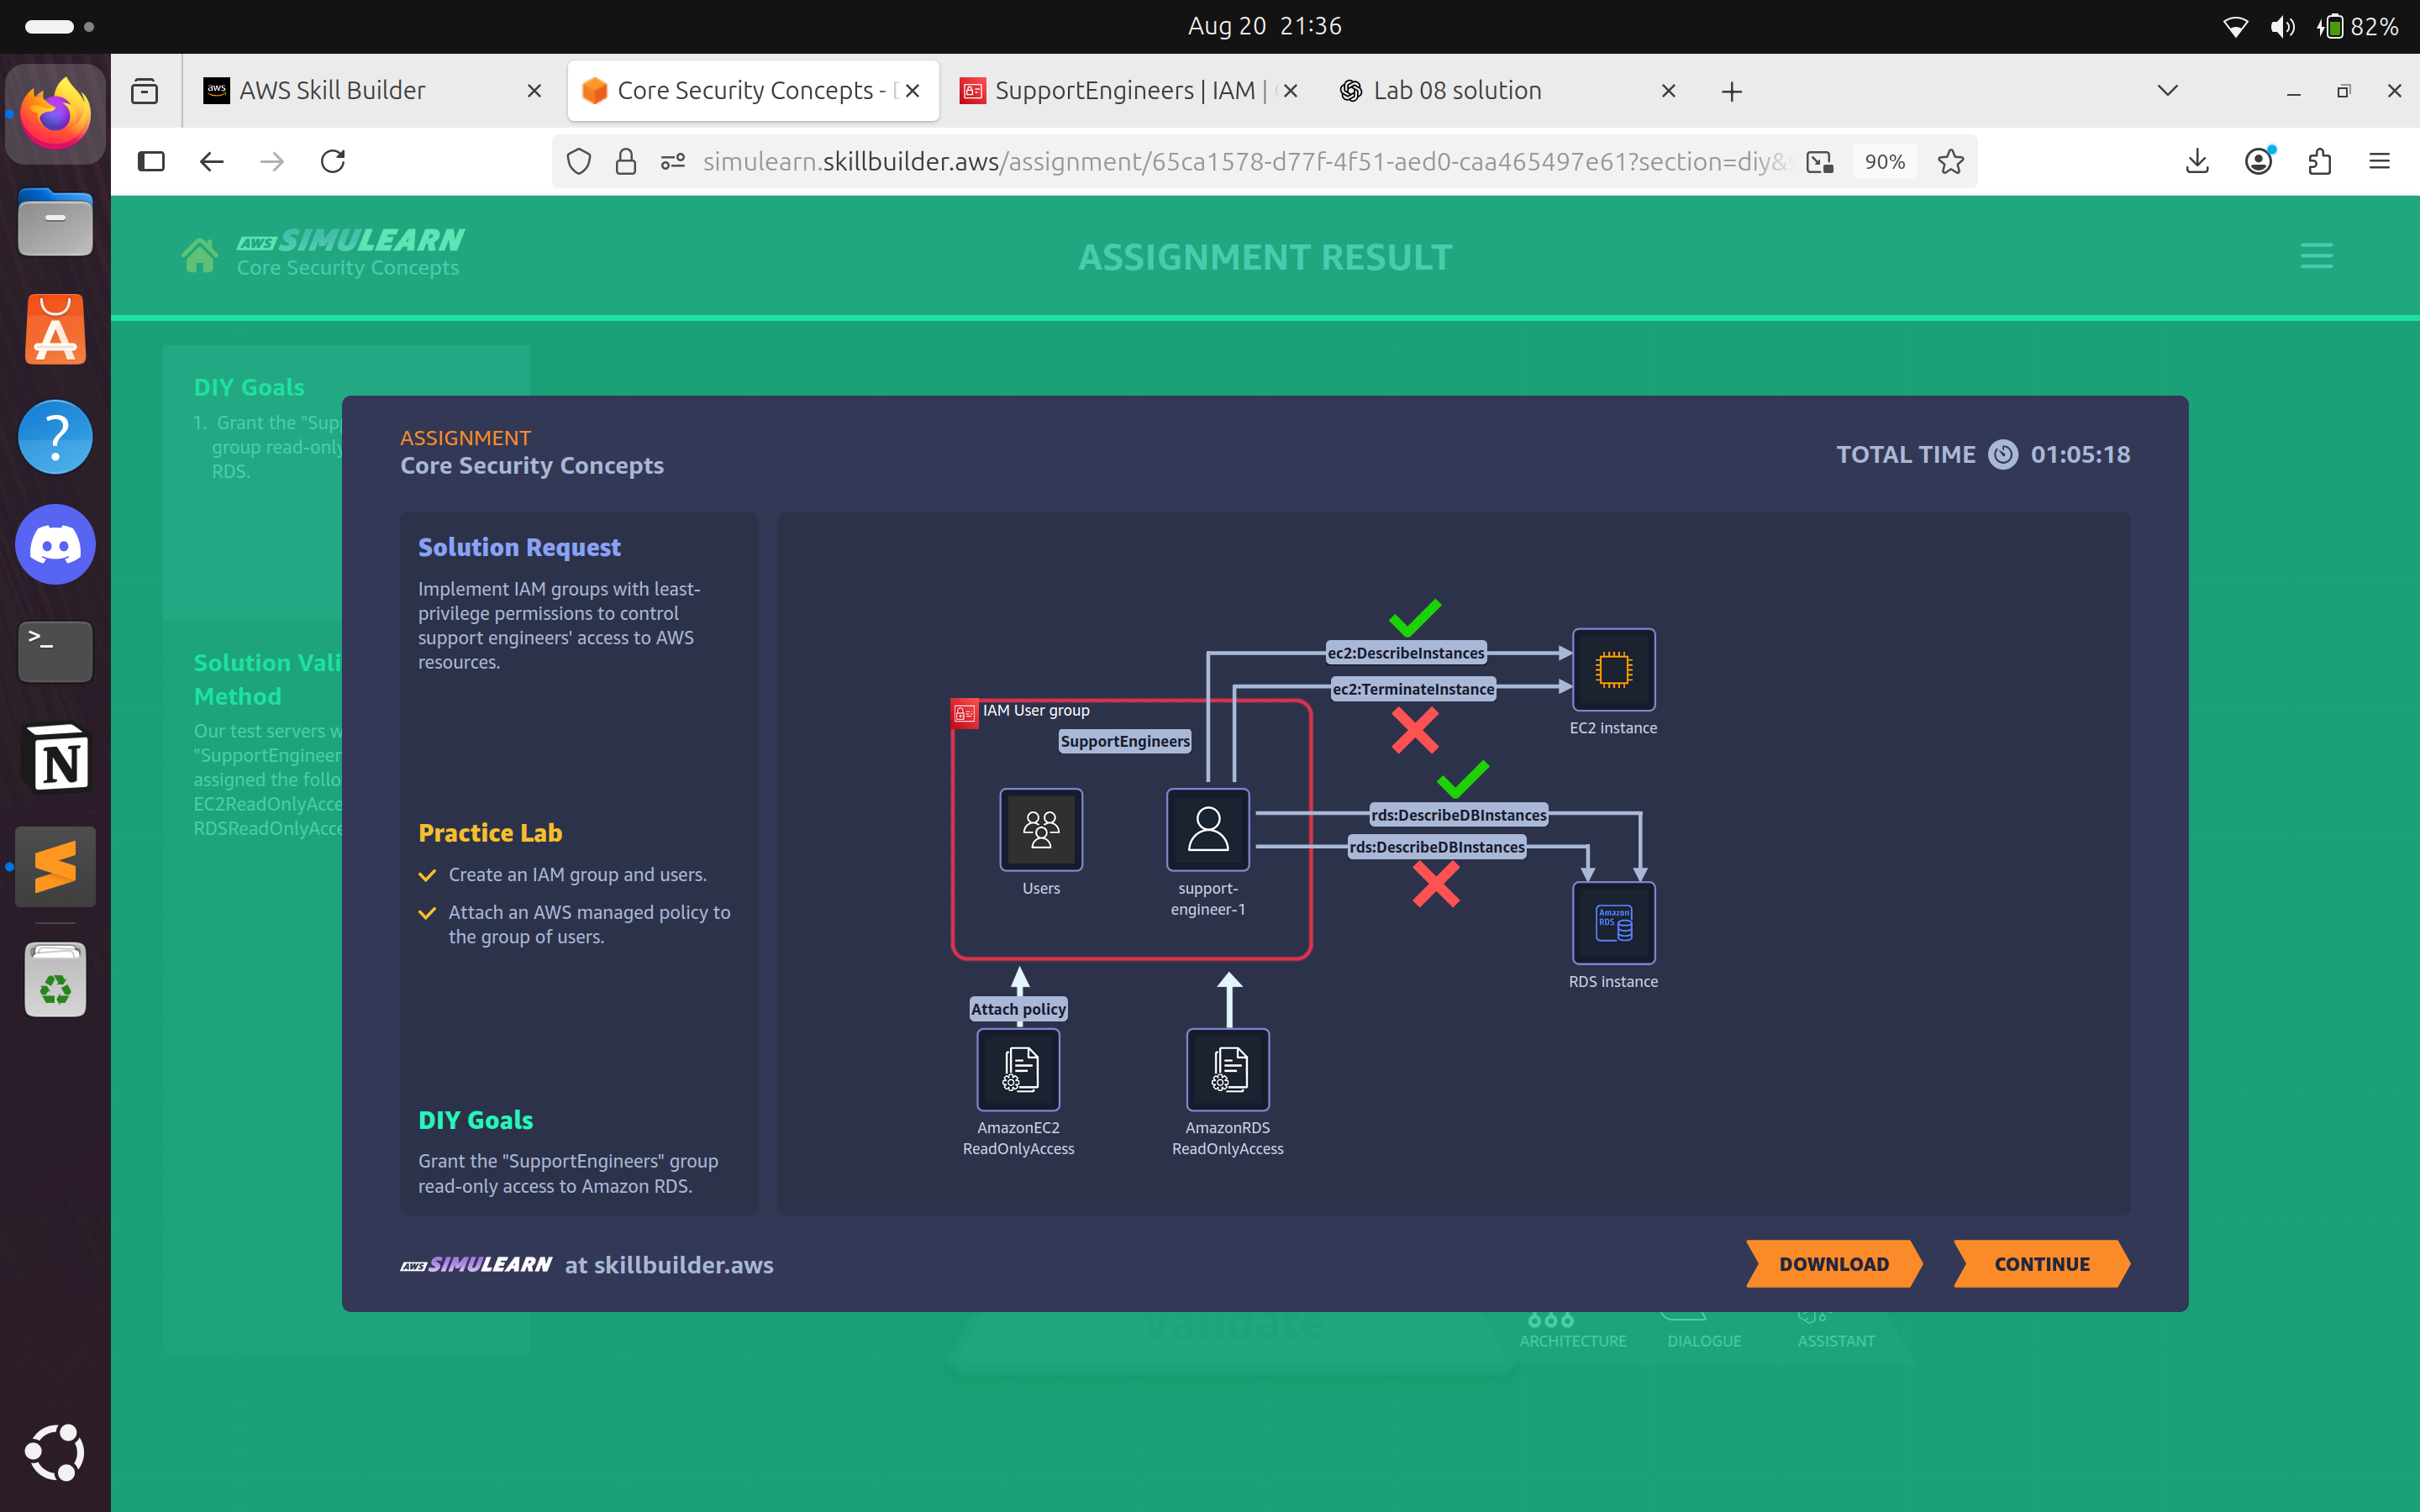 Aug 20 21:36
82%
AWS Skill Builder
Core Security Concepts -
SupportEngineers | IAM |
Lab 08 solution
simulearn.skillbuilder.aws/assignment/65ca1578-d77f-4f51-aed0-caa465497e61?section=diy&
90%
aws SIMULEARN
Core Security Concepts
ASSIGNMENT RESULT
DIY Goals
1. Grant the "Sup
group read-only
RDS.
Solution Vali
Method
Our test servers w
"SupportEngineer
assigned the follo
EC2ReadOnlyAcce
RDSReadOnlyAcce
ASSIGNMENT
Core Security Concepts
TOTAL TIME 01:05:18
Solution Request
Implement IAM groups with least-
privilege permissions to control
support engineers' access to AWS
resources.
Practice Lab
Create an IAM group and users.
Attach an AWS managed policy to
the group of users.
DIY Goals
Grant the "SupportEngineers" group
read-only access to Amazon RDS.
ec2:DescribeInstances
ec2:TerminateInstance
EC2 instance
IAM User group
SupportEngineers
Users
support-
engineer-1
rds:DescribeDBInstances
rds:DescribeDBInstances
Amazon
RDS
RDS instance
Attach policy
AmazonEC2
ReadOnlyAccess
AmazonRDS
ReadOnlyAccess
aws SIMULEARN at skillbuilder.aws
DOWNLOAD
CONTINUE
Validate
ARCHITECTURE
DIALOGUE
ASSISTANT